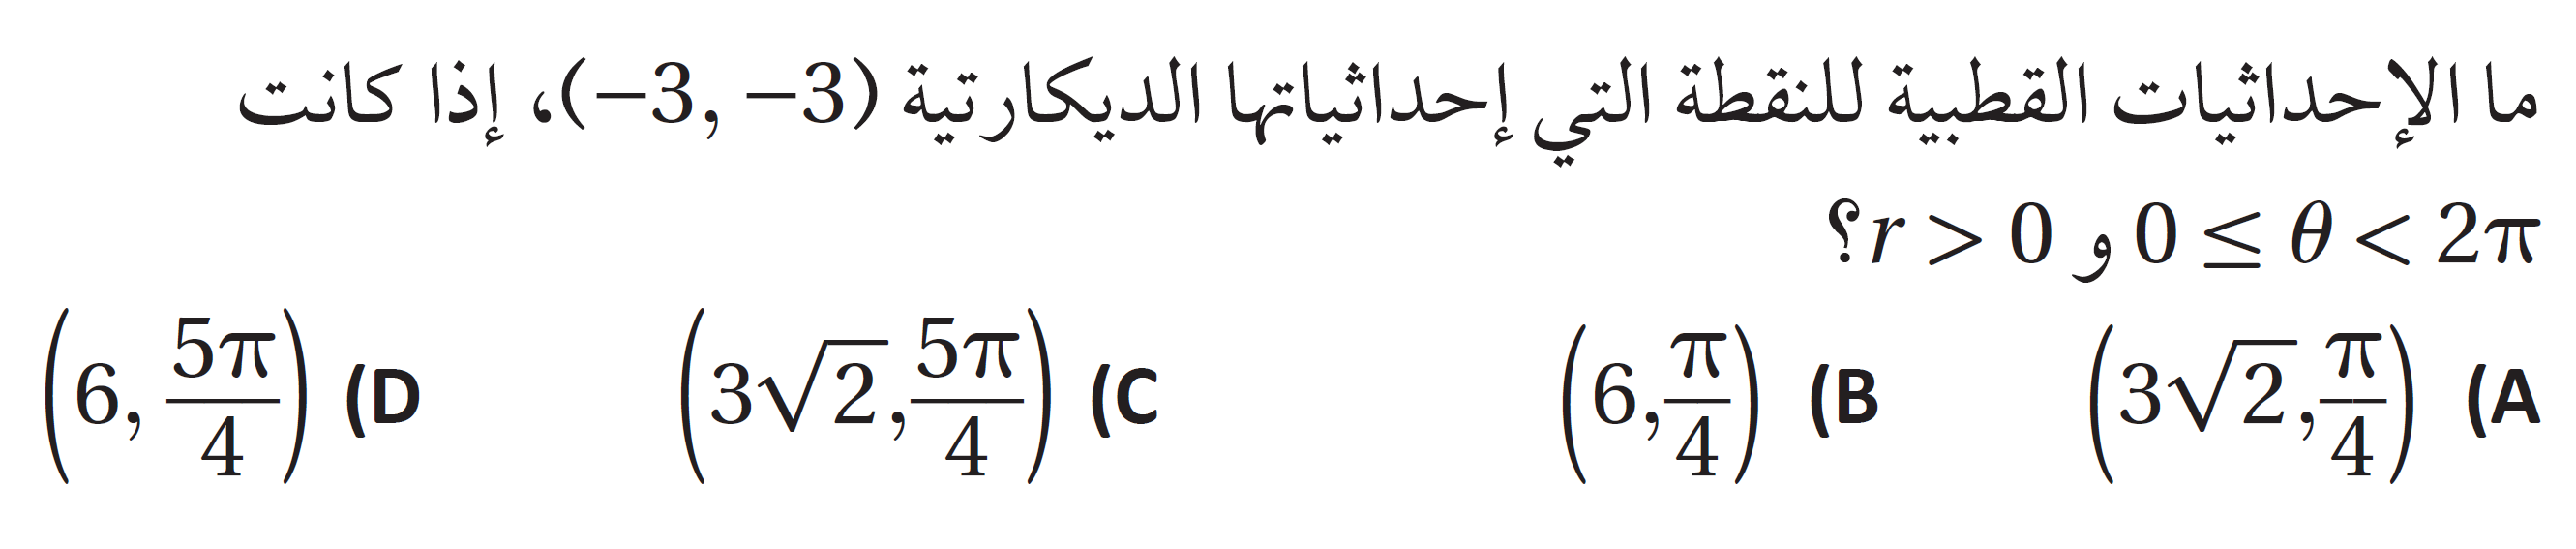 ما الإحداثيات القطبية للنقطة التي إحداثياتها الديكارتية (−3, −3)، إذا كانت
0 ≤ θ < 2π و r > 0؟
A) (3√2, π/4) B) (6, π/4) C) (3√2, 5π/4) D) (6, 5π/4)